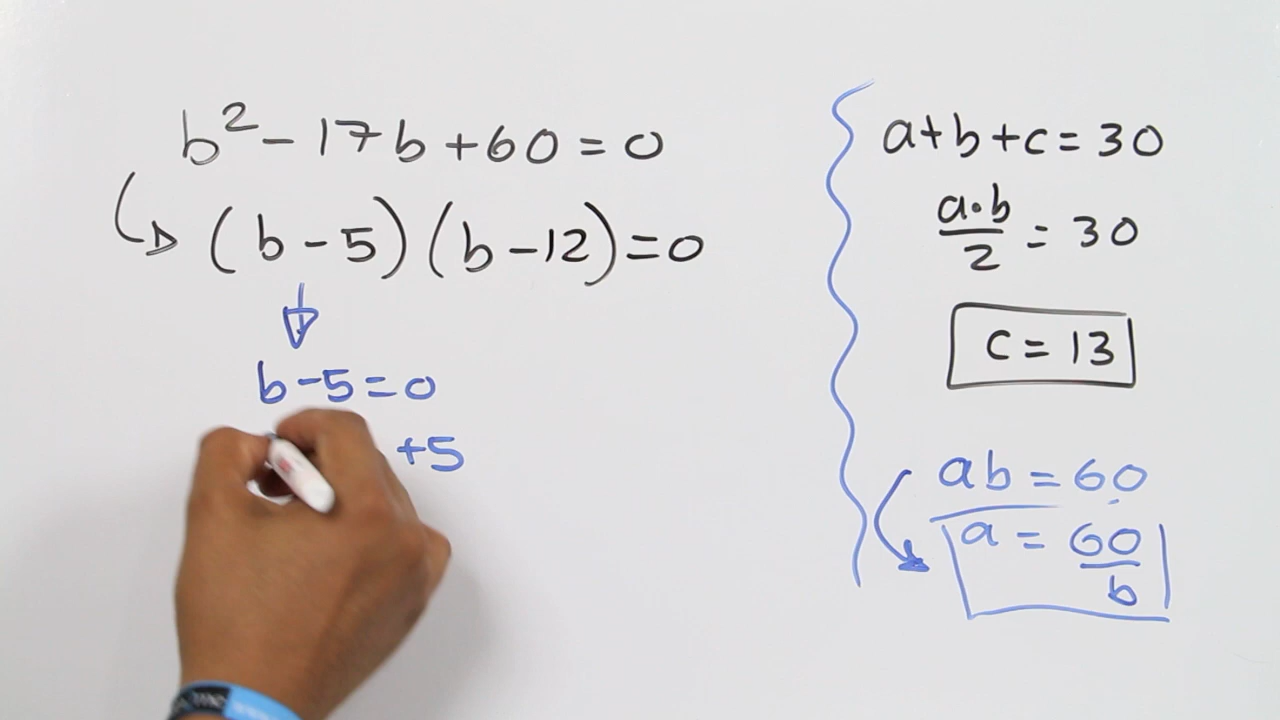 b² - 17b + 60 = 0
(b - 5) (b - 12) = 0
b - 5 = 0
+5
a + b + c = 30
a·b/2 = 30
c = 13
ab = 60
a = 60/b